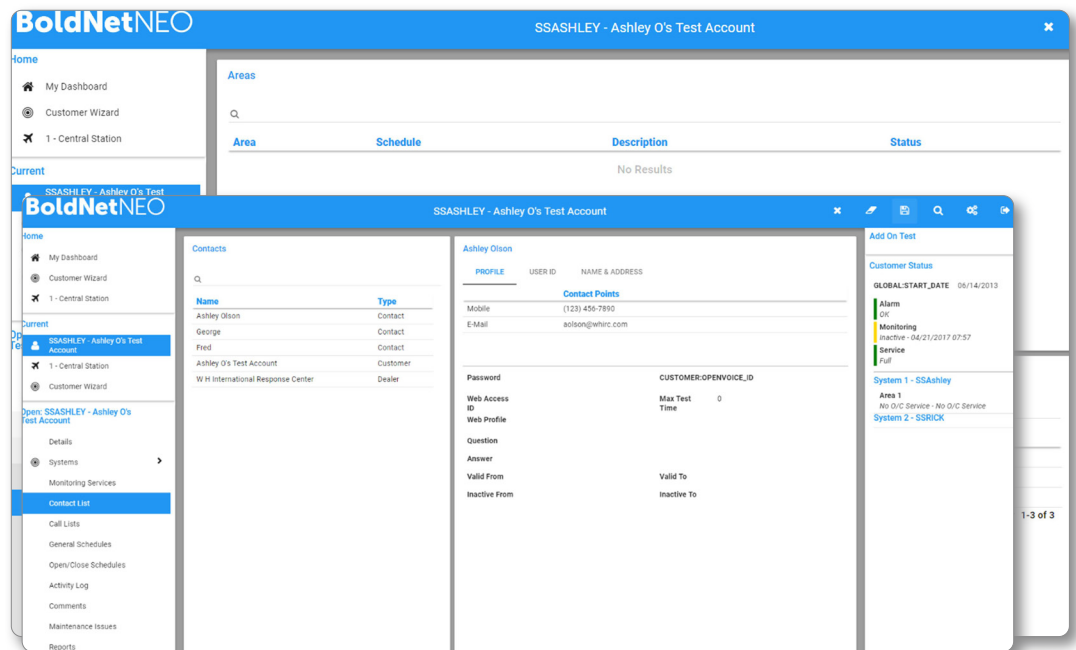 BoldNetNEO
SSASHLEY - Ashley O's Test Account
Home
My Dashboard
Customer Wizard
1 - Central Station
Current
SSASHLEY - Ashley O's Test
Areas
Area Schedule Description Status
No Results
1-3 of 3
BoldNetNEO
SSASHLEY - Ashley O's Test Account
Home
My Dashboard
Customer Wizard
1 - Central Station
Current
SSASHLEY - Ashley O's Test
Account
1 - Central Station
Customer Wizard
Open: SSASHLEY - Ashley O's
Test Account
Details
Systems
Monitoring Services
Contact List
Call Lists
General Schedules
Open/Close Schedules
Activity Log
Comments
Maintenance Issues
Reports
Contacts
Name Type
Ashley Olson Contact
George Contact
Fred Contact
Ashley O's Test Account Customer
W H International Response Center Dealer
Ashley Olson
PROFILE USER ID NAME & ADDRESS
Contact Points
Mobile (123) 456-7890
E-Mail aolson@whirc.com
Password CUSTOMER:OPENVOICE_ID
Web Access Max Test 0
ID Time
Web Profile
Question
Answer
Valid From Valid To
Inactive From Inactive To
Add On Test
Customer Status
GLOBAL:START_DATE 06/14/2013
Alarm
OK
Monitoring
Inactive - 04/21/2017 07:57
Service
Full
System 1 - SSAshley
Area 1
No O/C Service - No O/C Service
System 2 - SSRICK